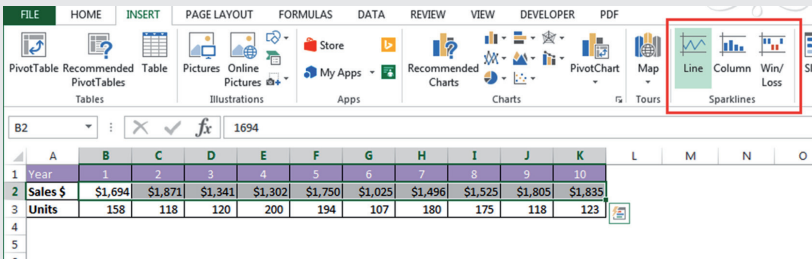 FILE HOME INSERT PAGE LAYOUT FORMULAS DATA REVIEW VIEW DEVELOPER PDF
PivotTable Recommended PivotTables Table
Tables
Pictures Online Pictures
Illustrations
Store
My Apps
Apps
Recommended Charts
PivotChart
Charts
Map
Tours
Line Column Win/Loss
Sparklines
B2 fx 1694
A B C D E F G H I J K L M N O
1 Year 1 2 3 4 5 6 7 8 9 10
2 Sales $ $1,694 $1,871 $1,341 $1,302 $1,750 $1,025 $1,496 $1,525 $1,805 $1,835
3 Units 158 118 120 200 194 107 180 175 118 123
4
5